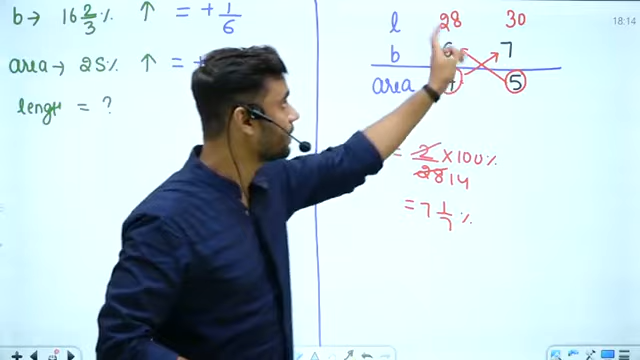 b → 16 2/3 % ↑ = + 1/6
area → 25% ↑ = +
length = ?
l 28 30
b 6 7
area 4 5
= 2/28 14 × 100%
= 7 1/7 %
18:14